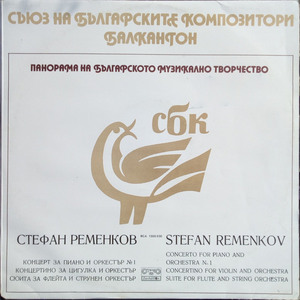 СЪЮЗ НА БЪЛГАРСКИТЕ КОМПОЗИТОРИ
БАЛКАНТОН
ПАНОРАМА НА БЪЛГАРСКОТО МУЗИКАЛНО ТВОРЧЕСТВО
сбк
СТЕФАН РЕМЕНКОВ
КОНЦЕРТ ЗА ПИАНО И ОРКЕСТЪР №1
КОНЦЕРТИНО ЗА ЦИГУЛКА И ОРКЕСТЪР
СЮИТА ЗА ФЛЕЙТА И СТРУНЕН ОРКЕСТЪР
STEFAN REMENKOV
CONCERTO FOR PIANO AND
ORCHESTRA N. 1
CONCERTINO FOR VIOLIN AND ORCHESTRA
SUITE FOR FLUTE AND STRING ORCHESTRA